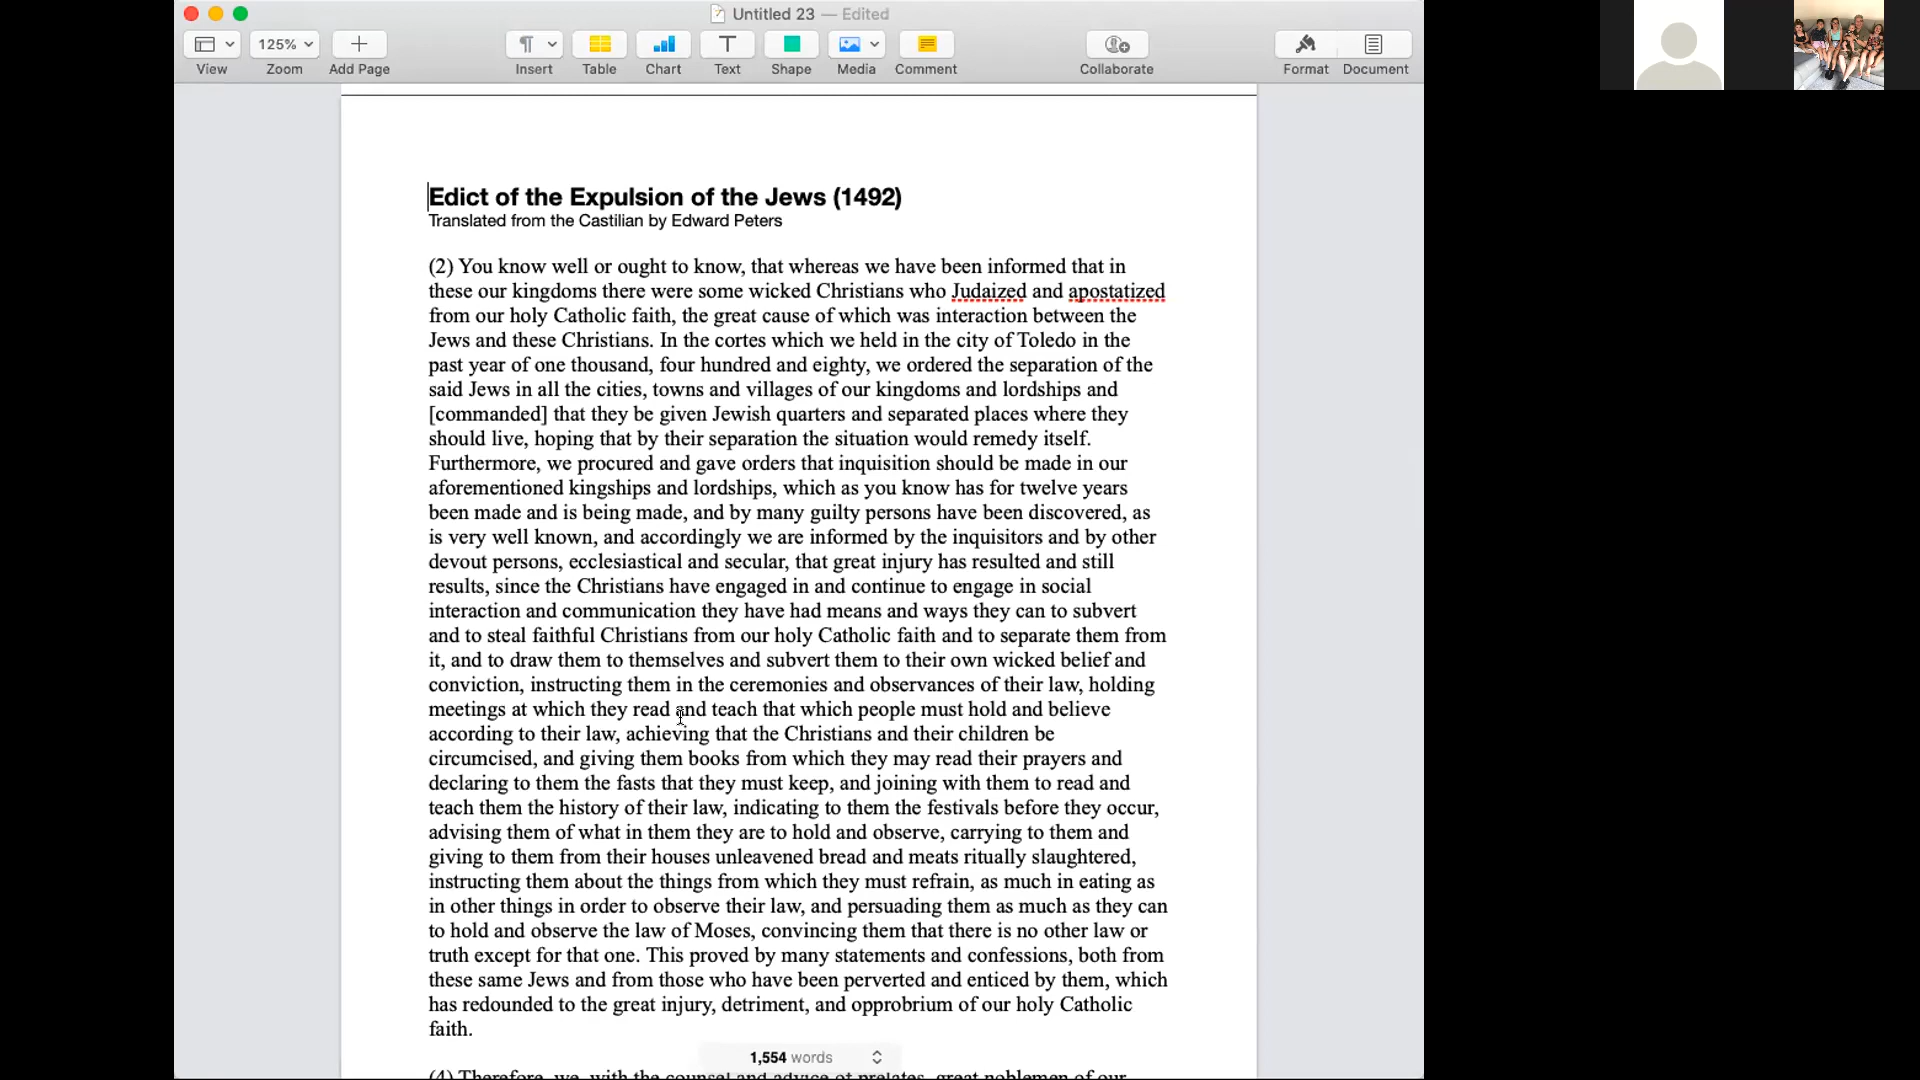 Untitled 23 — Edited
125%
View
Zoom
Add Page
Insert
Table
Chart
Text
Shape
Media
Comment
Collaborate
Format
Document
Edict of the Expulsion of the Jews (1492)
Translated from the Castilian by Edward Peters
(2) You know well or ought to know, that whereas we have been informed that in
these our kingdoms there were some wicked Christians who Judaized and apostatized
from our holy Catholic faith, the great cause of which was interaction between the
Jews and these Christians. In the cortes which we held in the city of Toledo in the
past year of one thousand, four hundred and eighty, we ordered the separation of the
said Jews in all the cities, towns and villages of our kingdoms and lordships and
[commanded] that they be given Jewish quarters and separated places where they
should live, hoping that by their separation the situation would remedy itself.
Furthermore, we procured and gave orders that inquisition should be made in our
aforementioned kingships and lordships, which as you know has for twelve years
been made and is being made, and by many guilty persons have been discovered, as
is very well known, and accordingly we are informed by the inquisitors and by other
devout persons, ecclesiastical and secular, that great injury has resulted and still
results, since the Christians have engaged in and continue to engage in social
interaction and communication they have had means and ways they can to subvert
and to steal faithful Christians from our holy Catholic faith and to separate them from
it, and to draw them to themselves and subvert them to their own wicked belief and
conviction, instructing them in the ceremonies and observances of their law, holding
meetings at which they read and teach that which people must hold and believe
according to their law, achieving that the Christians and their children be
circumcised, and giving them books from which they may read their prayers and
declaring to them the fasts that they must keep, and joining with them to read and
teach them the history of their law, indicating to them the festivals before they occur,
advising them of what in them they are to hold and observe, carrying to them and
giving to them from their houses unleavened bread and meats ritually slaughtered,
instructing them about the things from which they must refrain, as much in eating as
in other things in order to observe their law, and persuading them as much as they can
to hold and observe the law of Moses, convincing them that there is no other law or
truth except for that one. This proved by many statements and confessions, both from
these same Jews and from those who have been perverted and enticed by them, which
has redounded to the great injury, detriment, and opprobrium of our holy Catholic
faith.
1,554 words
(4) Therefore, we, with the counsel and advice of prelates, great noblemen of our